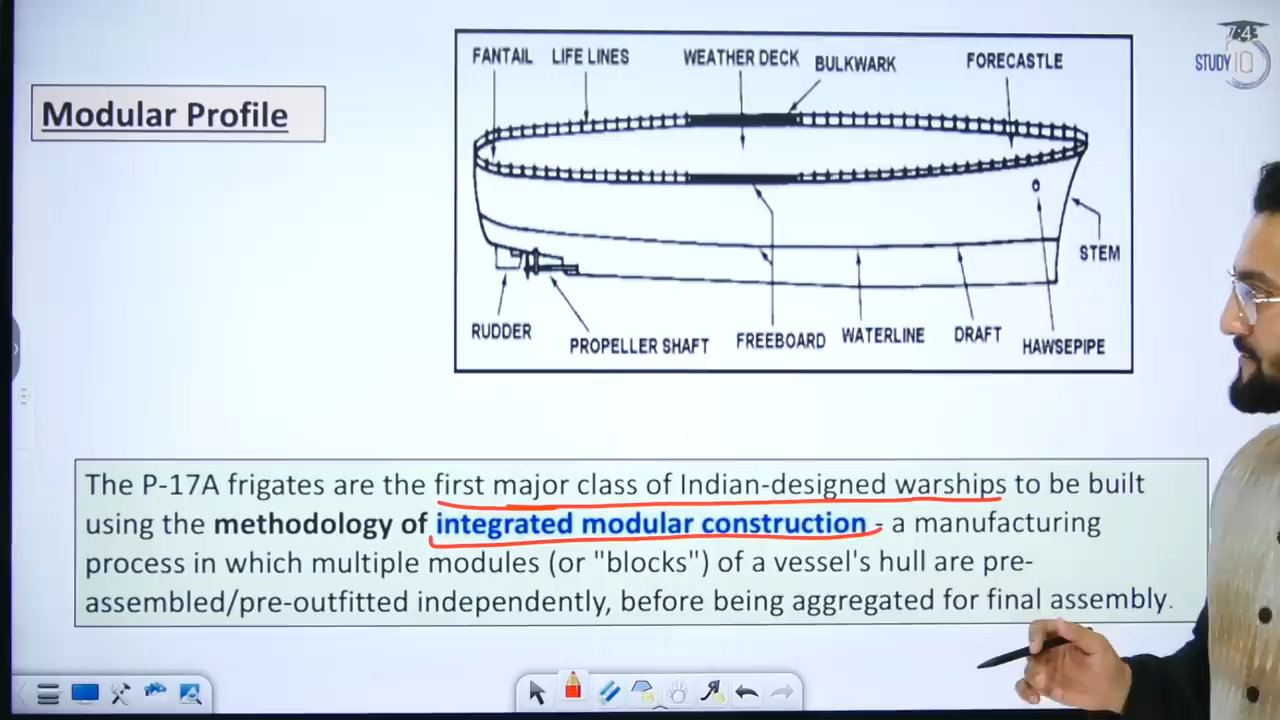 7:43
STUDY IQ
Modular Profile
FANTAIL LIFE LINES WEATHER DECK BULKWARK FORECASTLE
STEM
RUDDER PROPELLER SHAFT FREEBOARD WATERLINE DRAFT HAWSEPIPE
The P-17A frigates are the first major class of Indian-designed warships to be built
using the methodology of integrated modular construction - a manufacturing
process in which multiple modules (or "blocks") of a vessel's hull are pre-
assembled/pre-outfitted independently, before being aggregated for final assembly.